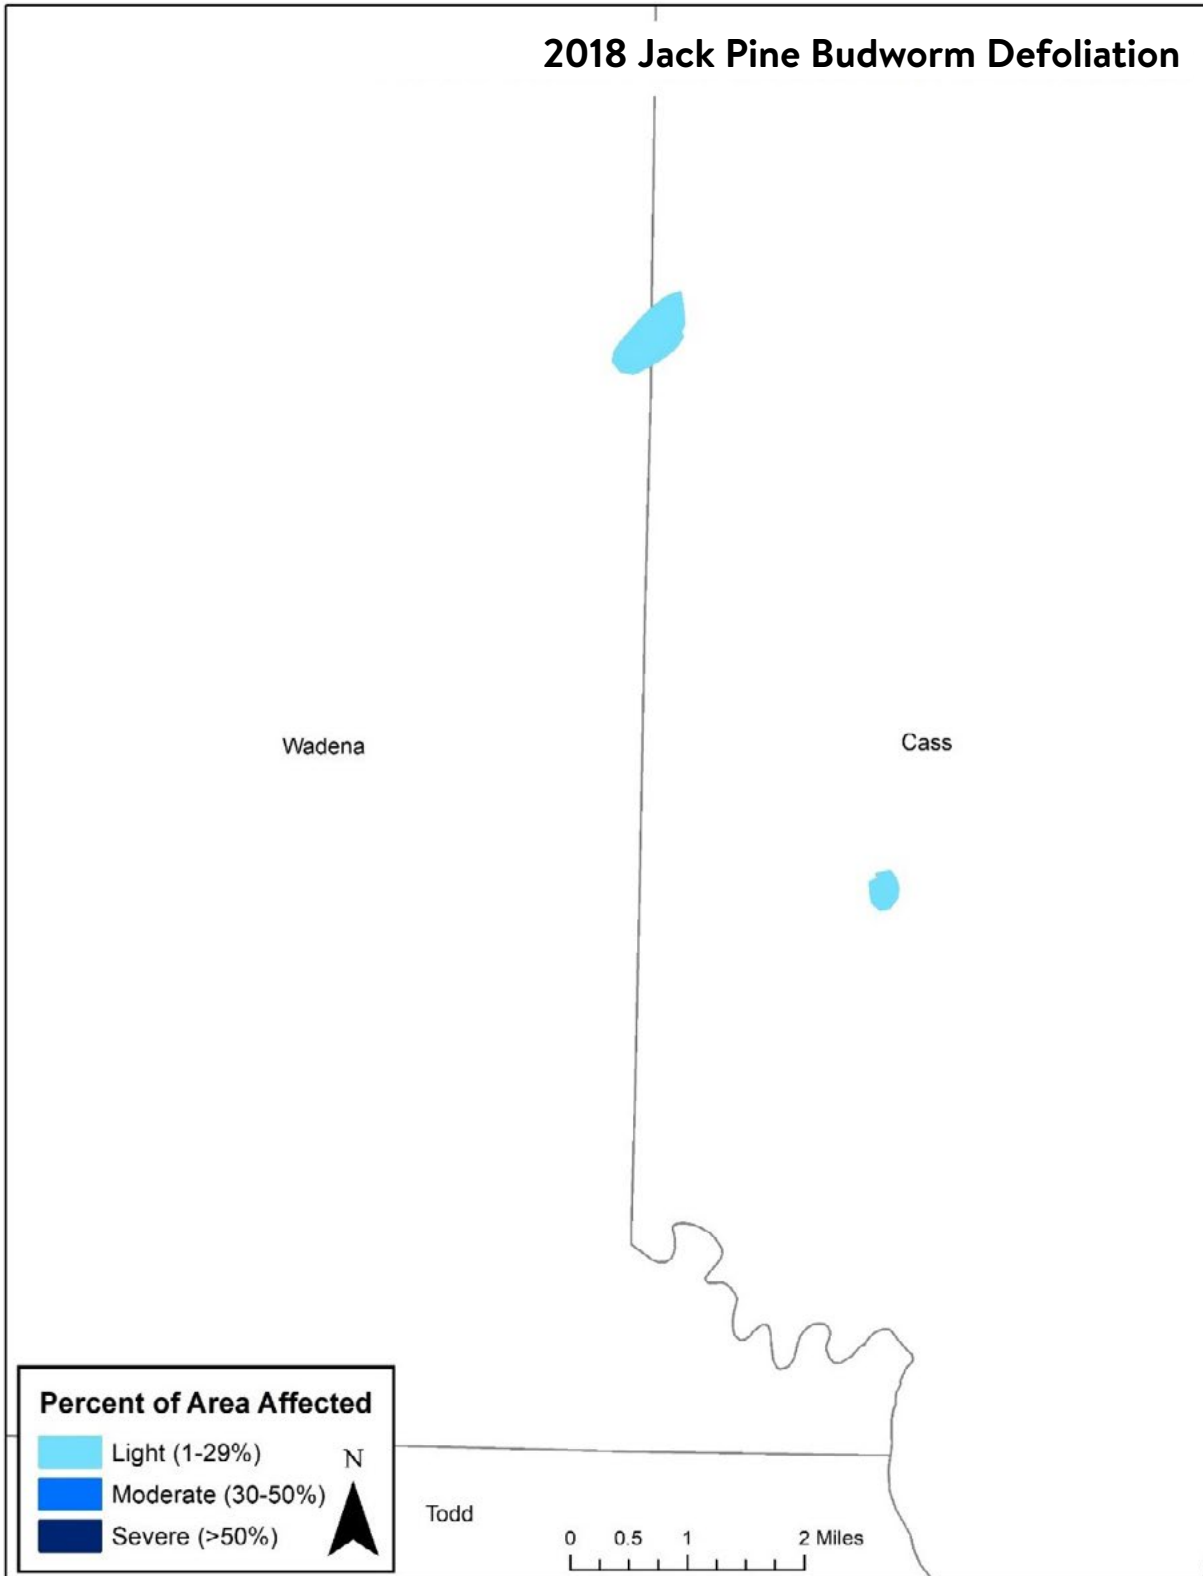 2018 Jack Pine Budworm Defoliation
Wadena
Cass
Percent of Area Affected
Light (1-29%)
N
Moderate (30-50%)
Severe (>50%)
Todd
0 0.5 1 2 Miles